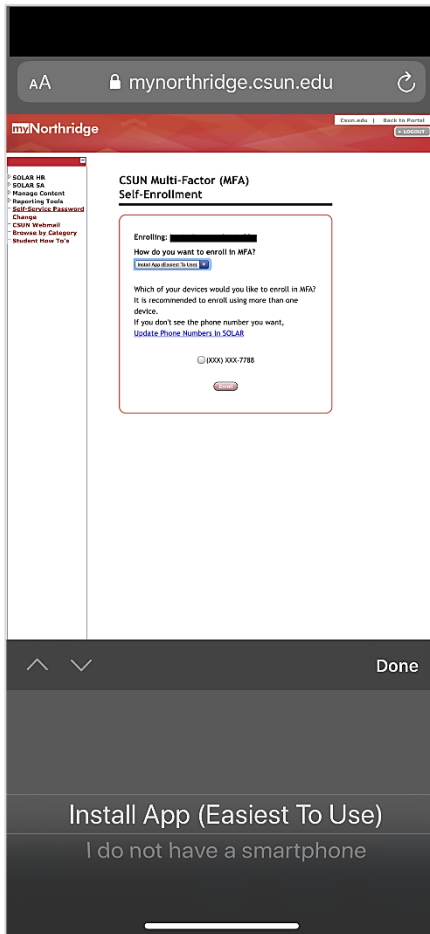 AA mynorthridge.csun.edu
Csun.edu | Back to Portal
myNorthridge
LOGOUT
SOLAR HR
SOLAR SA
Manage Content
Reporting Tools
Self-Service Password
Change
CSUN Webmail
Browse by Category
Student How To's
CSUN Multi-Factor (MFA)
Self-Enrollment
Enrolling:
How do you want to enroll in MFA?
Install App (Easiest To Use)
Which of your devices would you like to enroll in MFA?
It is recommended to enroll using more than one
device.
If you don't see the phone number you want,
Update Phone Numbers in SOLAR
(XXX) XXX-7788
Enroll
Done
Install App (Easiest To Use)
I do not have a smartphone